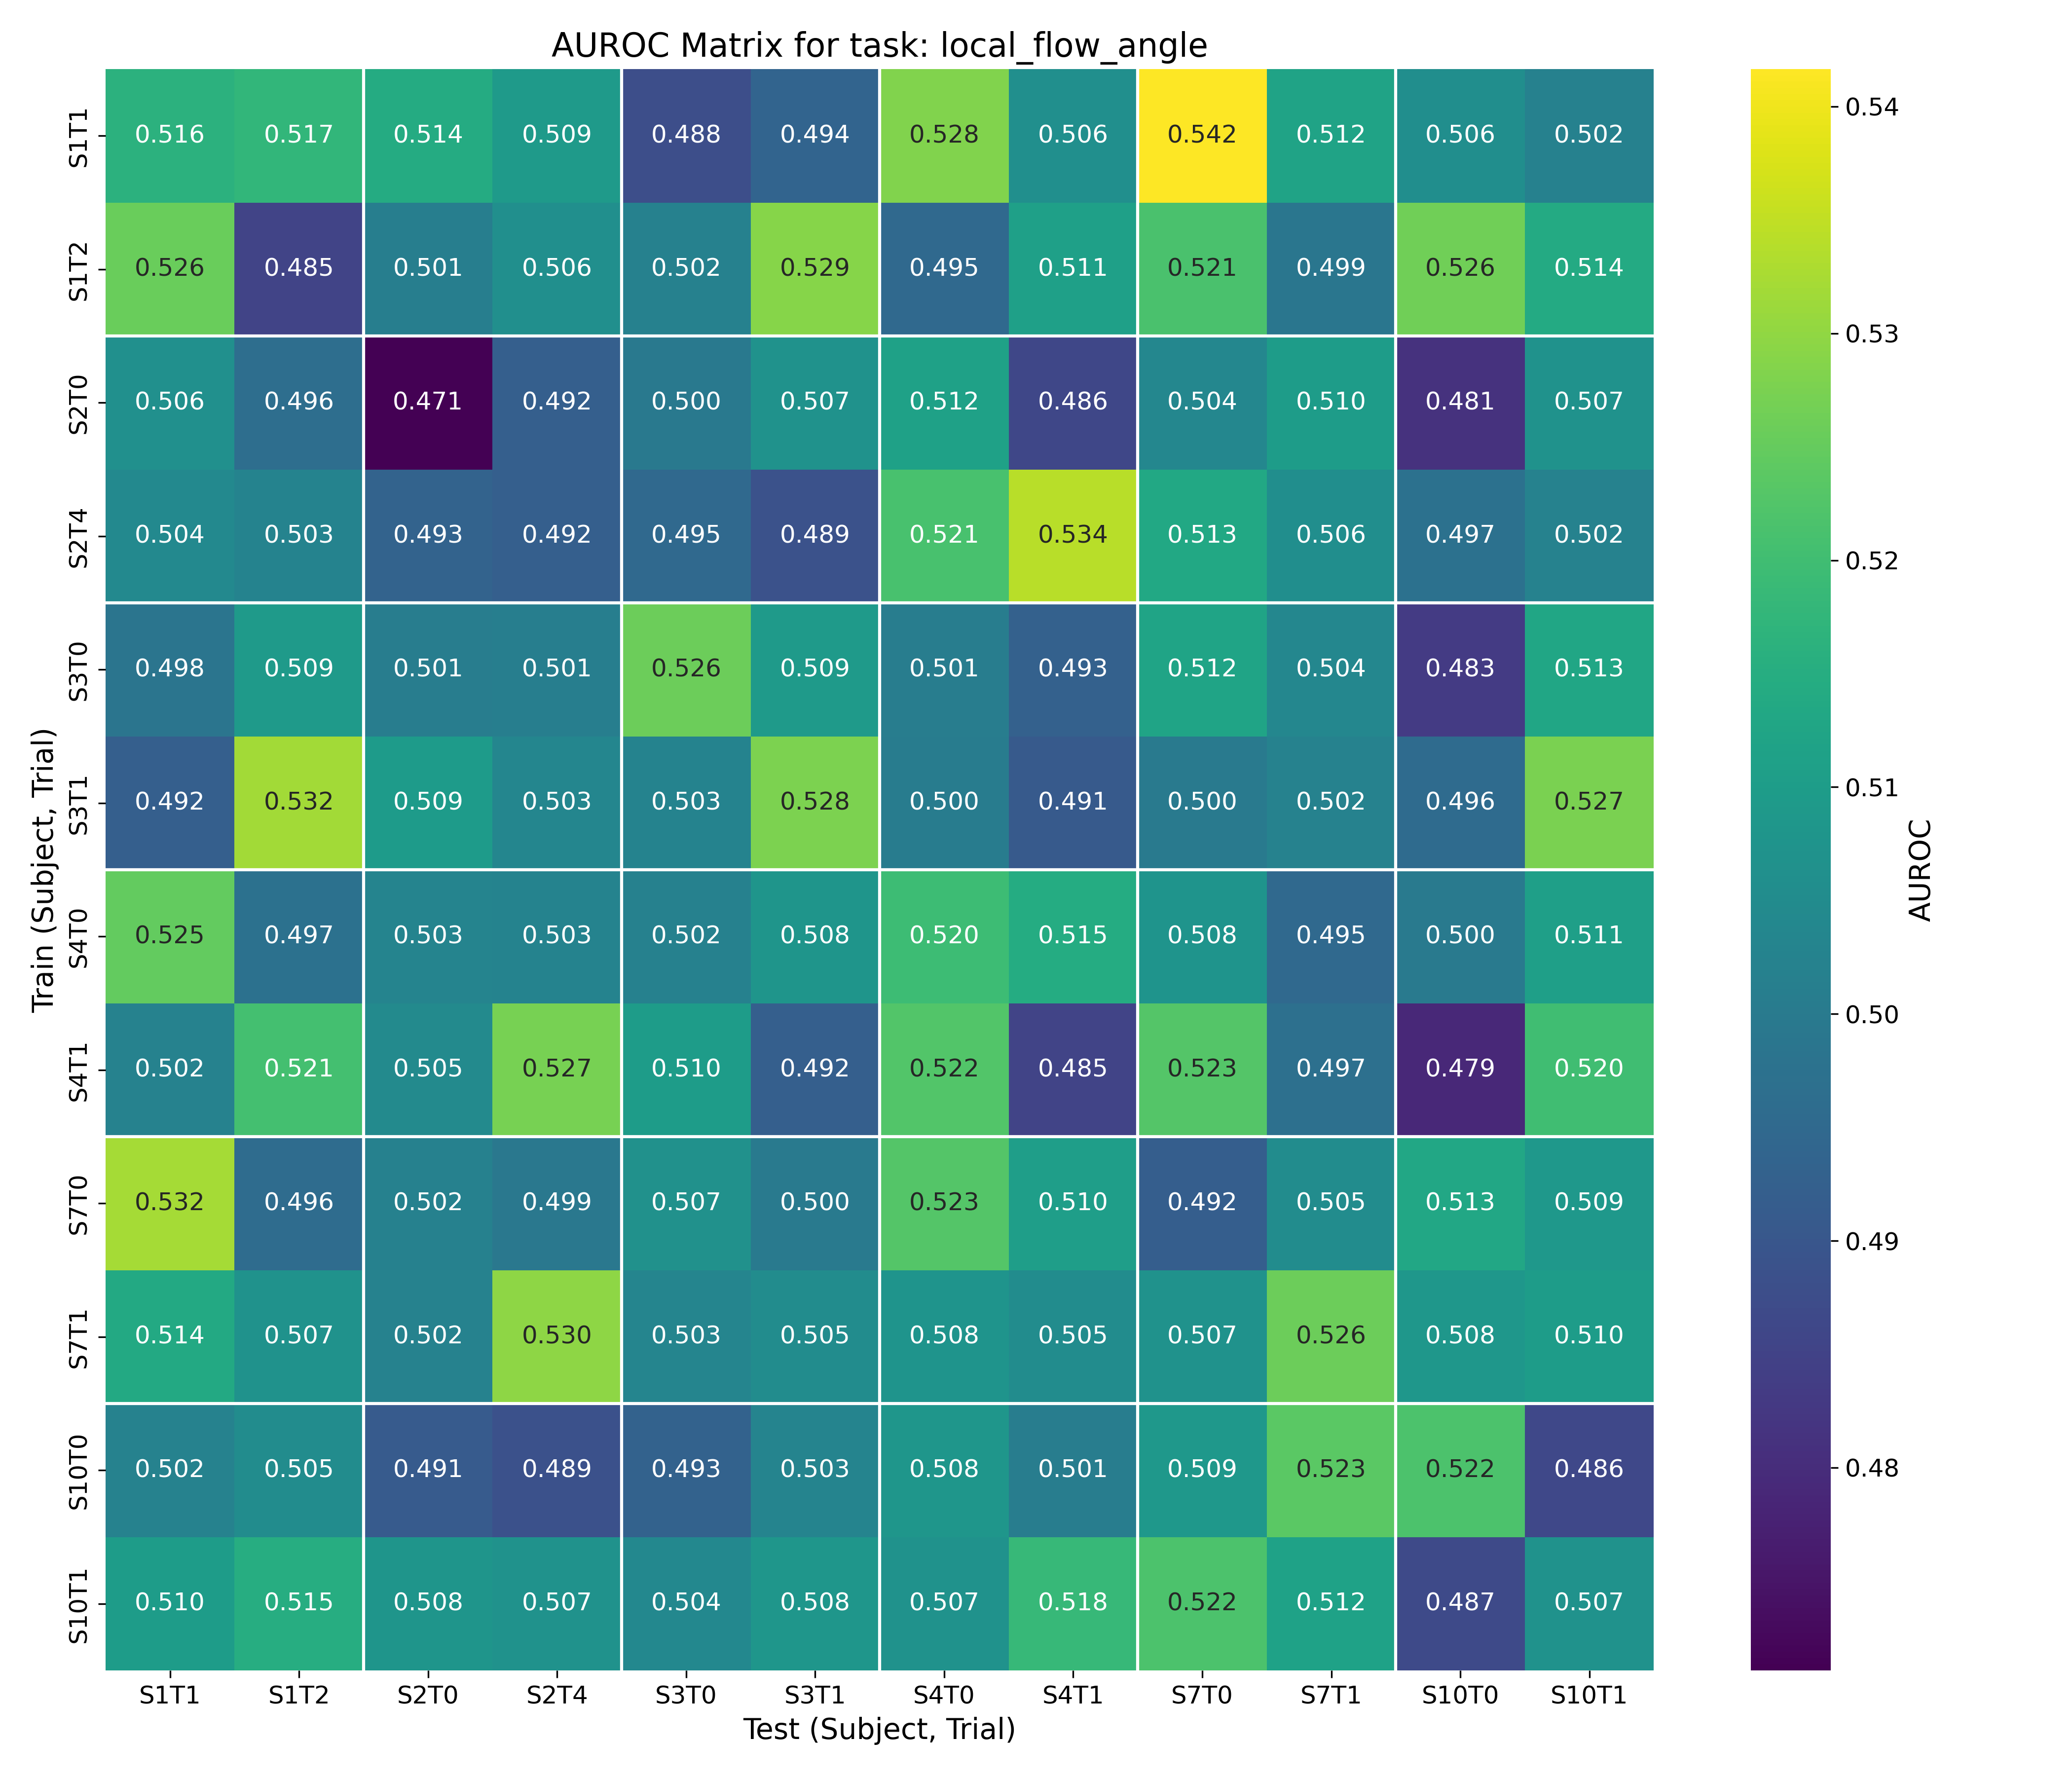 AUROC Matrix for task: local_flow_angle
Train (Subject, Trial)
S1T1 0.516 0.517 0.514 0.509 0.488 0.494 0.528 0.506 0.542 0.512 0.506 0.502
S1T2 0.526 0.485 0.501 0.506 0.502 0.529 0.495 0.511 0.521 0.499 0.526 0.514
S2T0 0.506 0.496 0.471 0.492 0.500 0.507 0.512 0.486 0.504 0.510 0.481 0.507
S2T4 0.504 0.503 0.493 0.492 0.495 0.489 0.521 0.534 0.513 0.506 0.497 0.502
S3T0 0.498 0.509 0.501 0.501 0.526 0.509 0.501 0.493 0.512 0.504 0.483 0.513
S3T1 0.492 0.532 0.509 0.503 0.503 0.528 0.500 0.491 0.500 0.502 0.496 0.527
S4T0 0.525 0.497 0.503 0.503 0.502 0.508 0.520 0.515 0.508 0.495 0.500 0.511
S4T1 0.502 0.521 0.505 0.527 0.510 0.492 0.522 0.485 0.523 0.497 0.479 0.520
S7T0 0.532 0.496 0.502 0.499 0.507 0.500 0.523 0.510 0.492 0.505 0.513 0.509
S7T1 0.514 0.507 0.502 0.530 0.503 0.505 0.508 0.505 0.507 0.526 0.508 0.510
S10T0 0.502 0.505 0.491 0.489 0.493 0.503 0.508 0.501 0.509 0.523 0.522 0.486
S10T1 0.510 0.515 0.508 0.507 0.504 0.508 0.507 0.518 0.522 0.512 0.487 0.507
S1T1 S1T2 S2T0 S2T4 S3T0 S3T1 S4T0 S4T1 S7T0 S7T1 S10T0 S10T1
Test (Subject, Trial)
0.54
0.53
0.52
0.51
0.50
0.49
0.48
AUROC